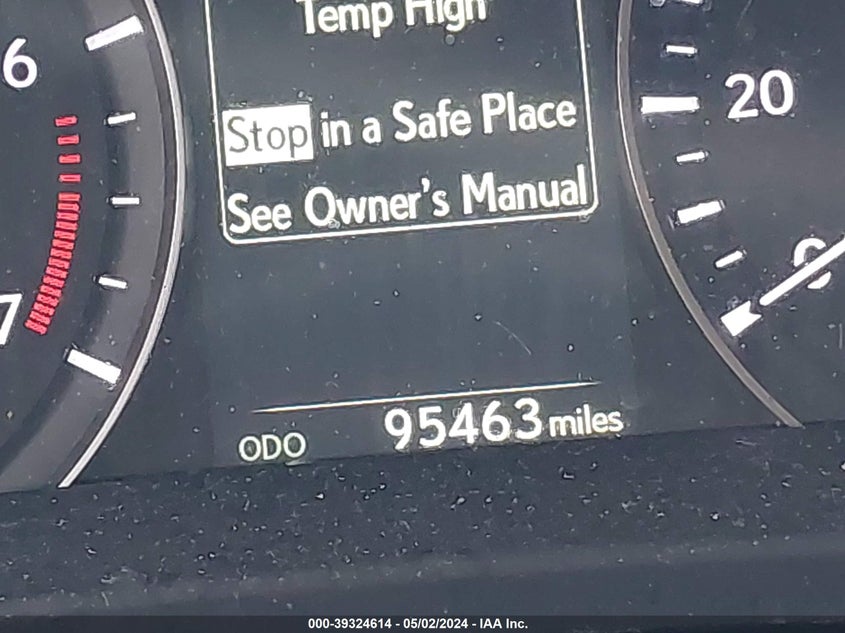 Temp High
6
20
Stop in a Safe Place
See Owner's Manual
0
7
95463 miles
ODO
000-39324614 - 05/02/2024 - IAA Inc.